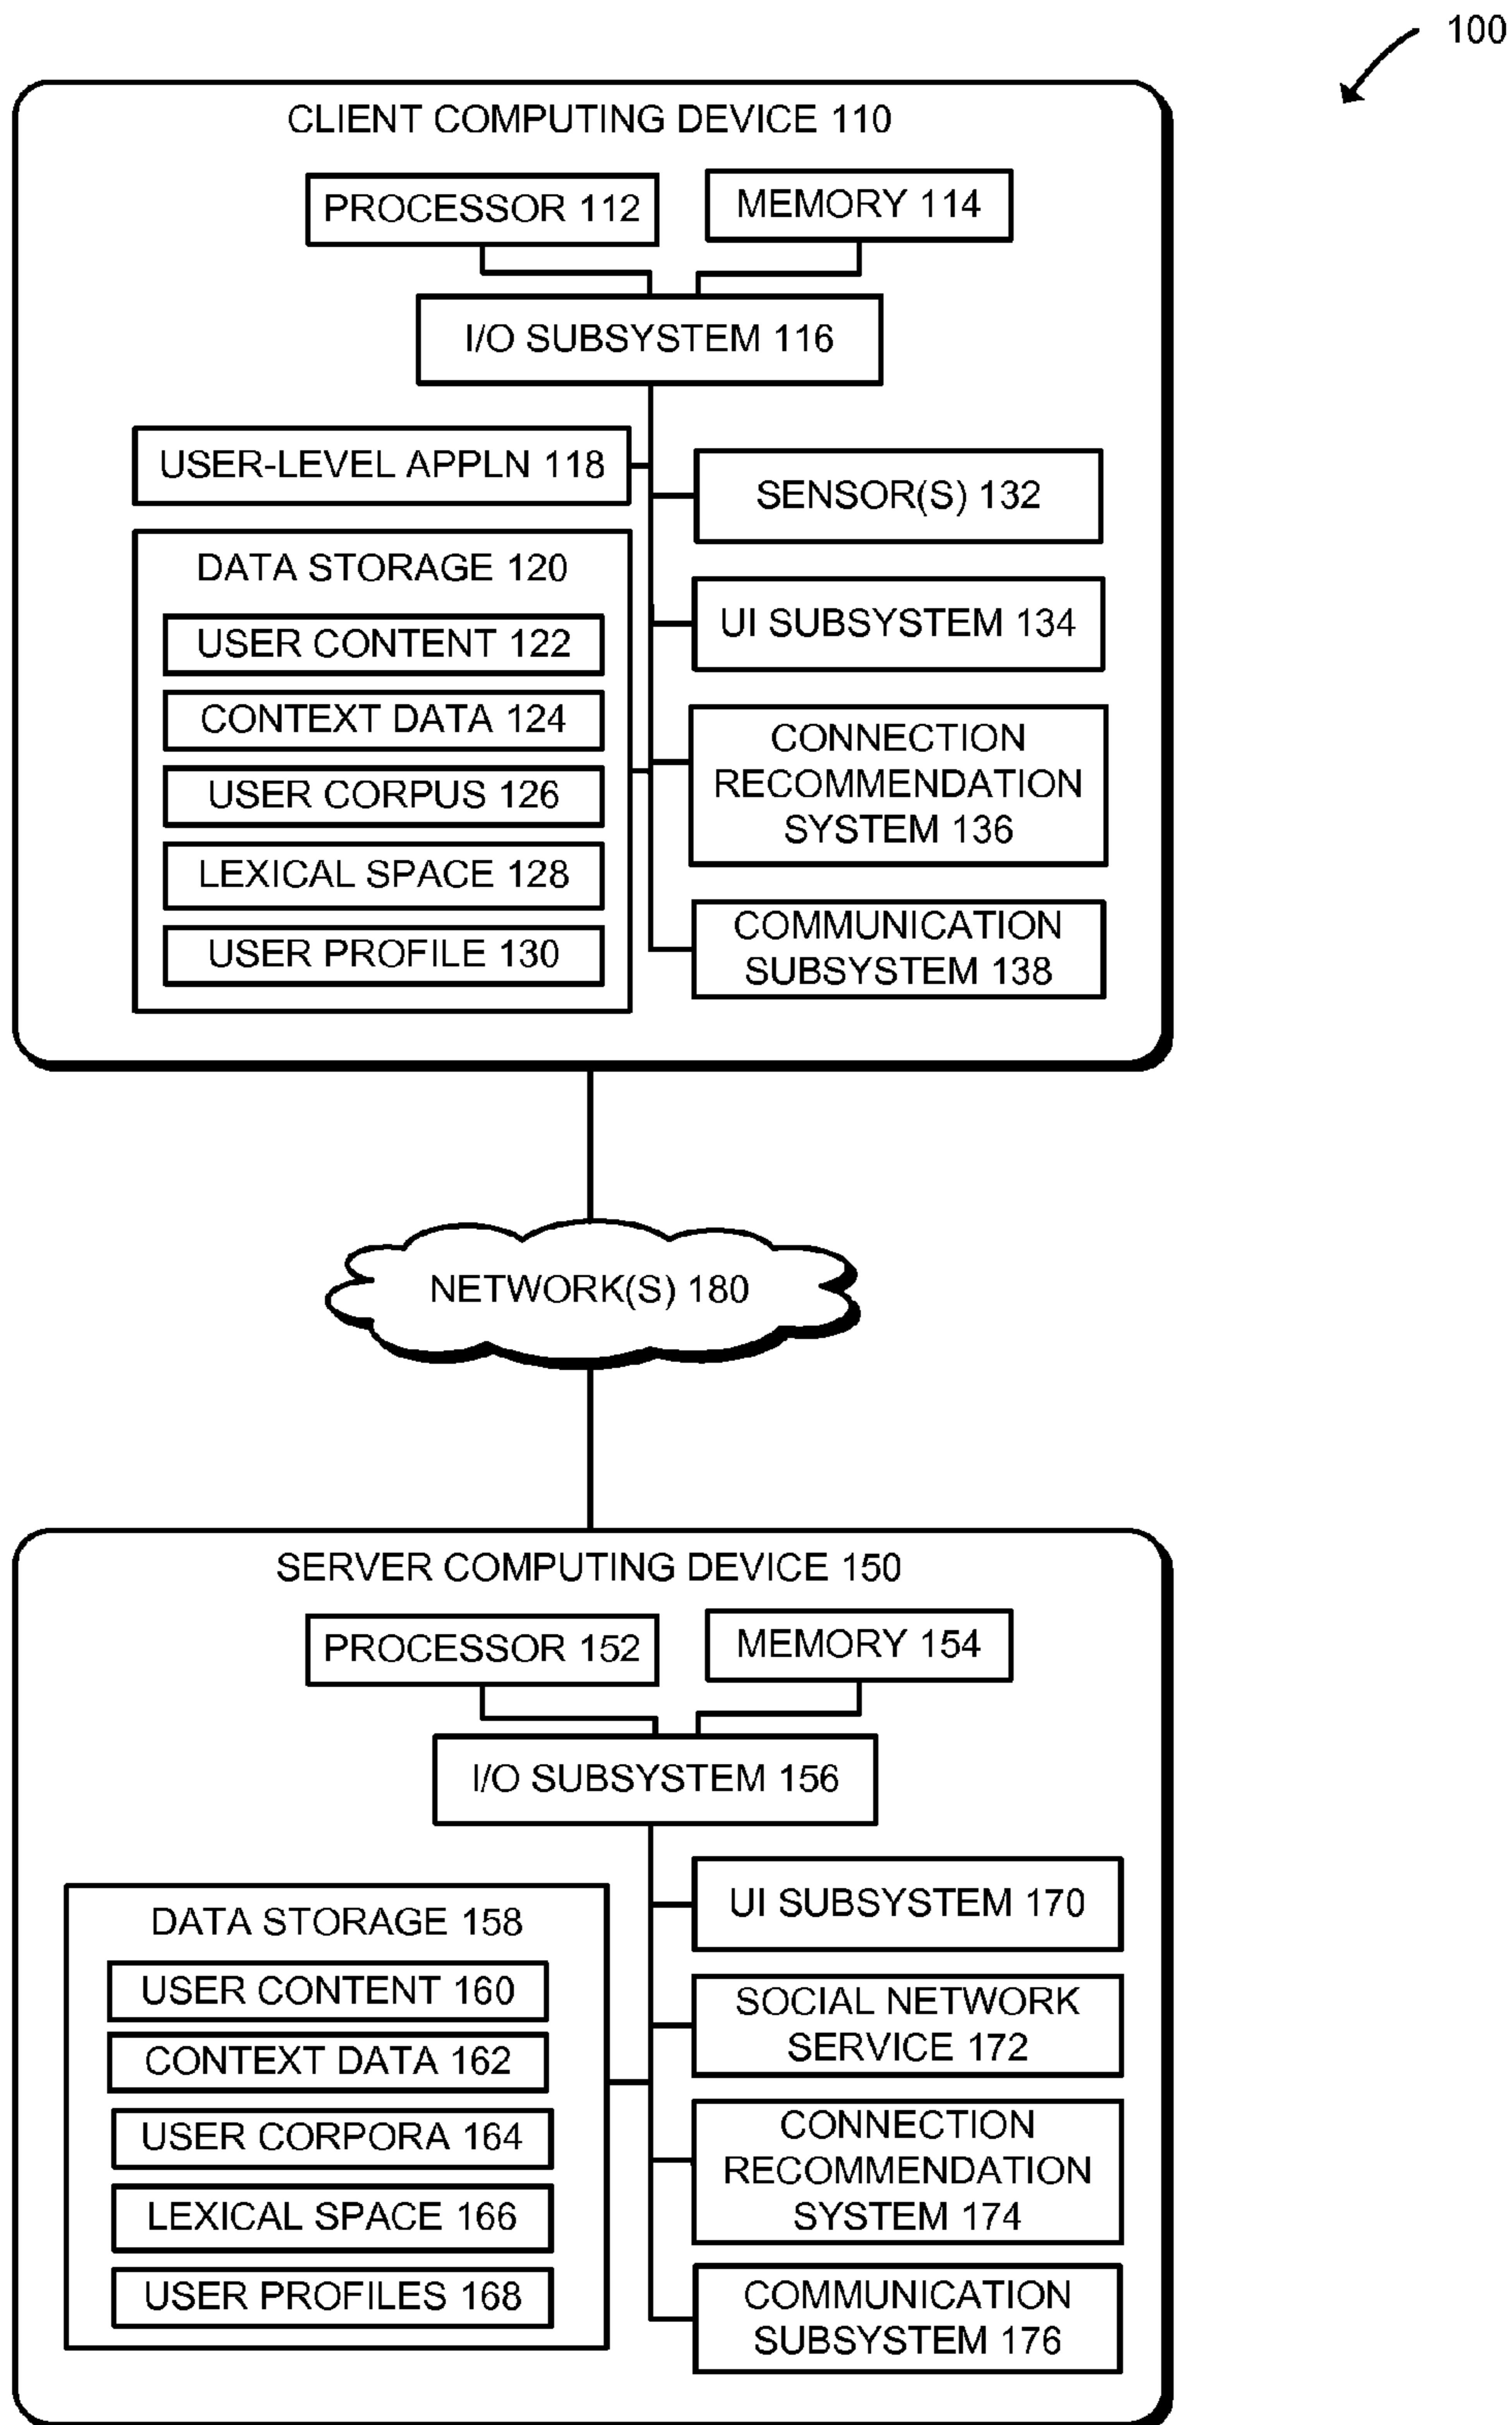 100
CLIENT COMPUTING DEVICE 110
PROCESSOR 112
MEMORY 114
I/O SUBSYSTEM 116
USER-LEVEL APPLN 118
DATA STORAGE 120
USER CONTENT 122
CONTEXT DATA 124
USER CORPUS 126
LEXICAL SPACE 128
USER PROFILE 130
SENSOR(S) 132
UI SUBSYSTEM 134
CONNECTION
RECOMMENDATION
SYSTEM 136
COMMUNICATION
SUBSYSTEM 138
NETWORK(S) 180
SERVER COMPUTING DEVICE 150
PROCESSOR 152
MEMORY 154
I/O SUBSYSTEM 156
DATA STORAGE 158
USER CONTENT 160
CONTEXT DATA 162
USER CORPORA 164
LEXICAL SPACE 166
USER PROFILES 168
UI SUBSYSTEM 170
SOCIAL NETWORK
SERVICE 172
CONNECTION
RECOMMENDATION
SYSTEM 174
COMMUNICATION
SUBSYSTEM 176